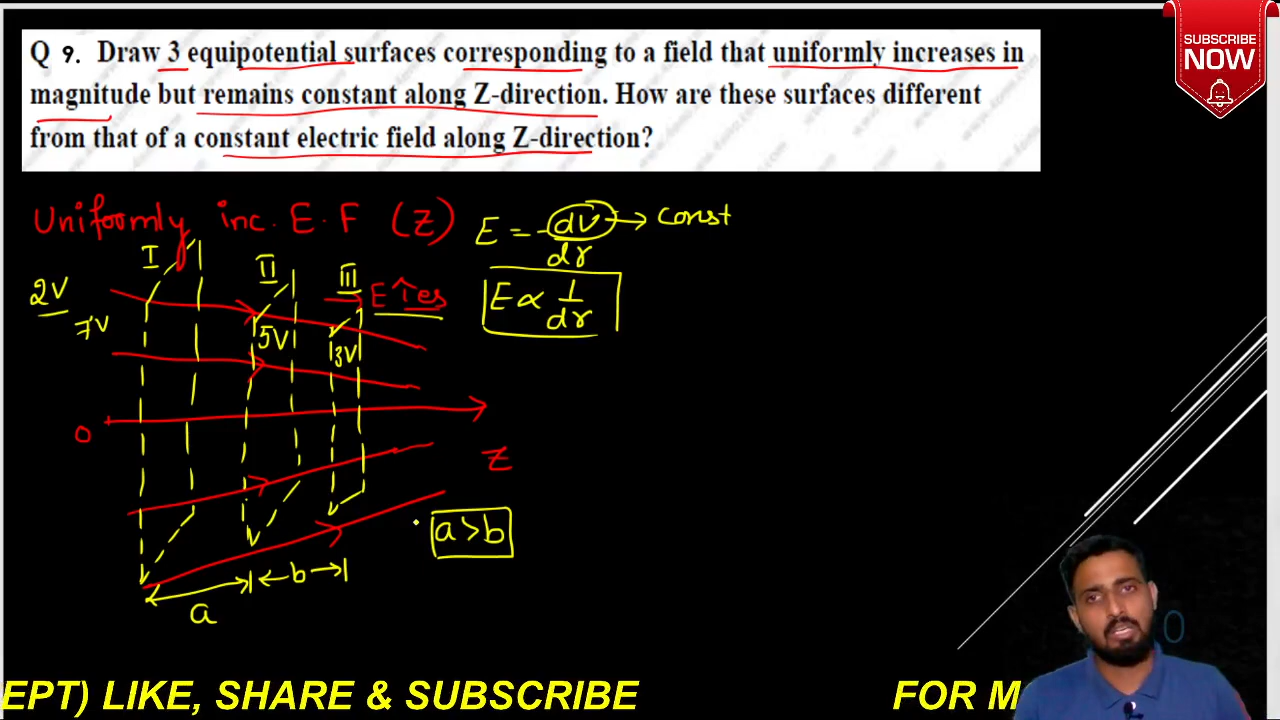 SUBSCRIBE
NOW
Q 9. Draw 3 equipotential surfaces corresponding to a field that uniformly increases in
magnitude but remains constant along Z-direction. How are these surfaces different
from that of a constant electric field along Z-direction?
Uniformly inc. E.F (Z)
E = -dv/dr → const
E ∝ 1/dr
I
II
III
E↑es
2V
7V
5V
3V
O
Z
a>b
a
b
EPT) LIKE, SHARE & SUBSCRIBE
FOR M